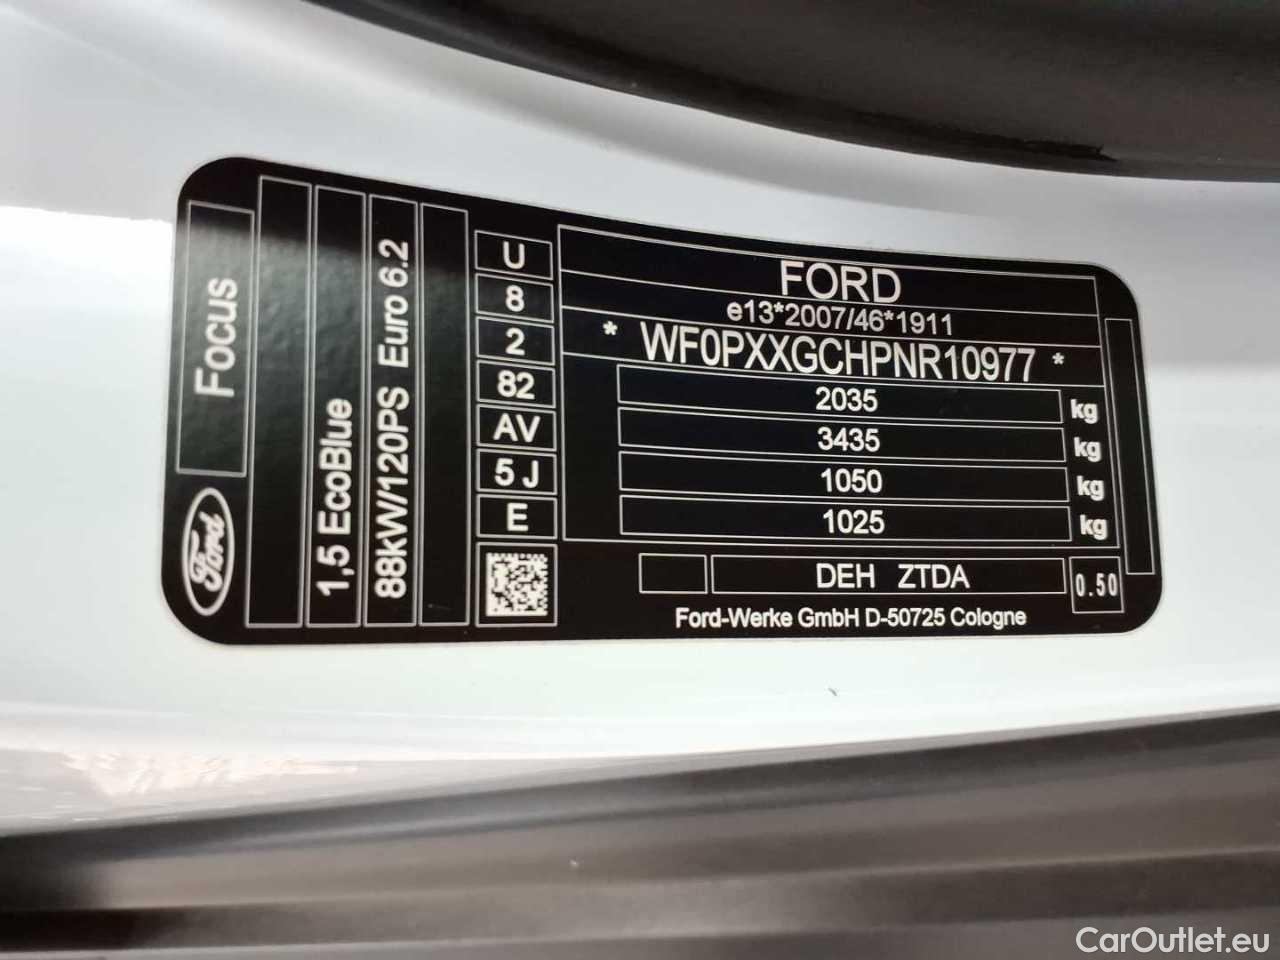 Focus
Ford
1,5 EcoBlue
88kW/120PS Euro 6.2
U
8
2
82
AV
5 J
E
FORD
e13*2007/46*1911
* WF0PXXGCHPNR10977 *
2035 kg
3435 kg
1050 kg
1025 kg
DEH ZTDA
0.50
Ford-Werke GmbH D-50725 Cologne
CarOutlet.eu